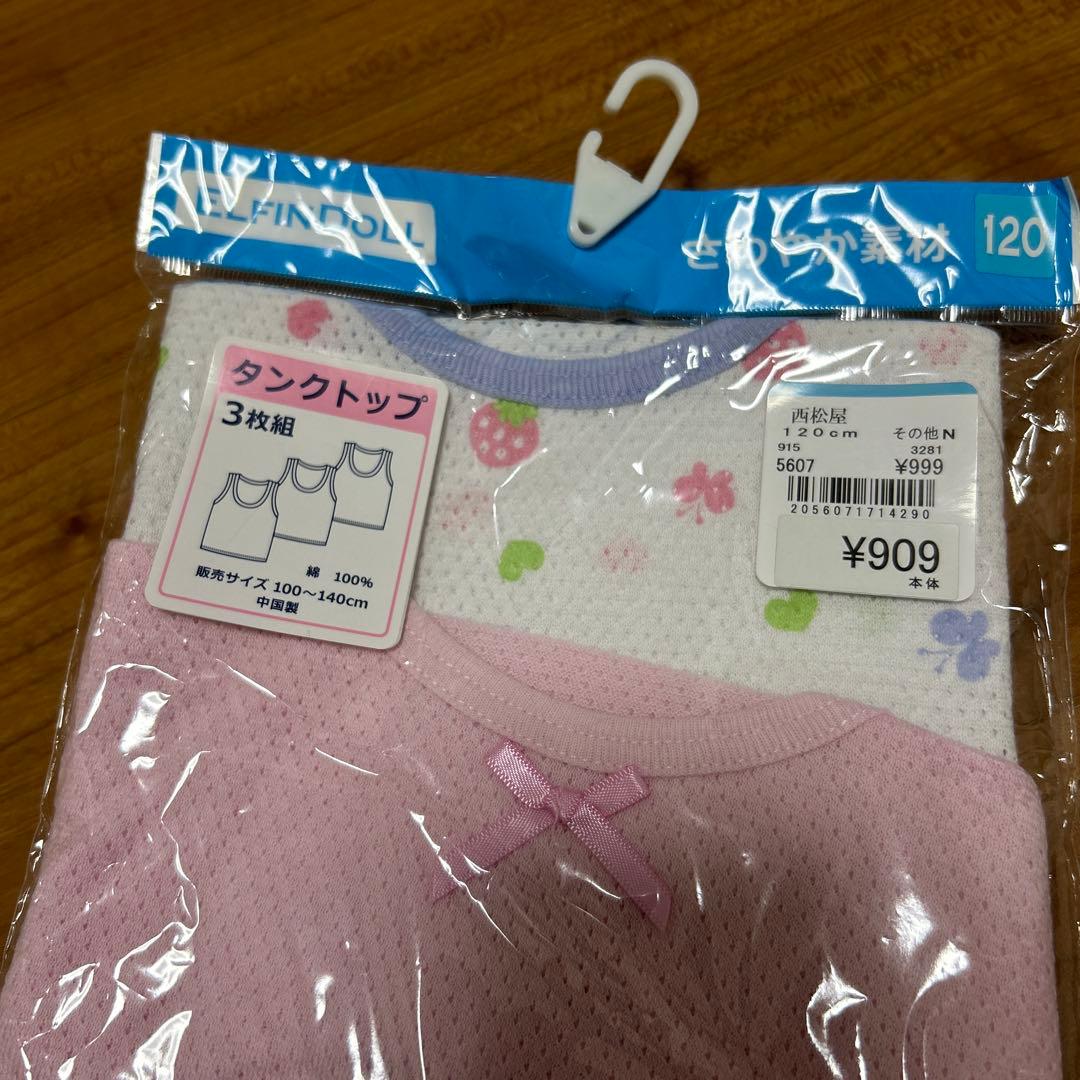 ELFINDOLL
さわやか素材
120
タンクトップ
3枚組
綿 100%
販売サイズ 100～140cm
中国製
西松屋
120cm その他N
915 3281
5607 ¥999
2056071714290
¥909
本体